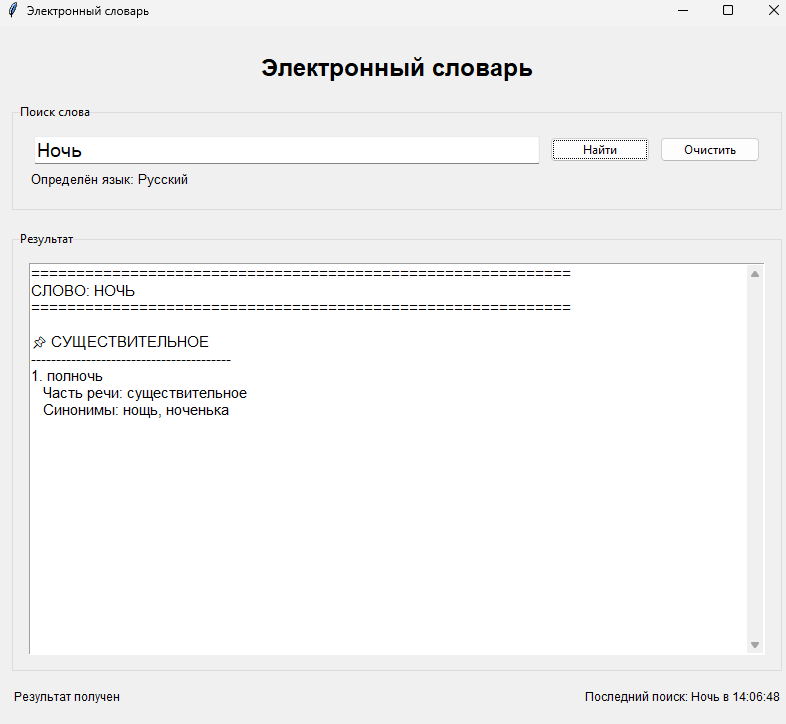 Электронный словарь
Электронный словарь
Поиск слова
Ночь
Найти
Очистить
Определён язык: Русский
Результат
============================================================
СЛОВО: НОЧЬ
============================================================
📌 СУЩЕСТВИТЕЛЬНОЕ
----------------------------------------
1. полночь
Часть речи: существительное
Синонимы: нощь, ноченька
Результат получен
Последний поиск: Ночь в 14:06:48